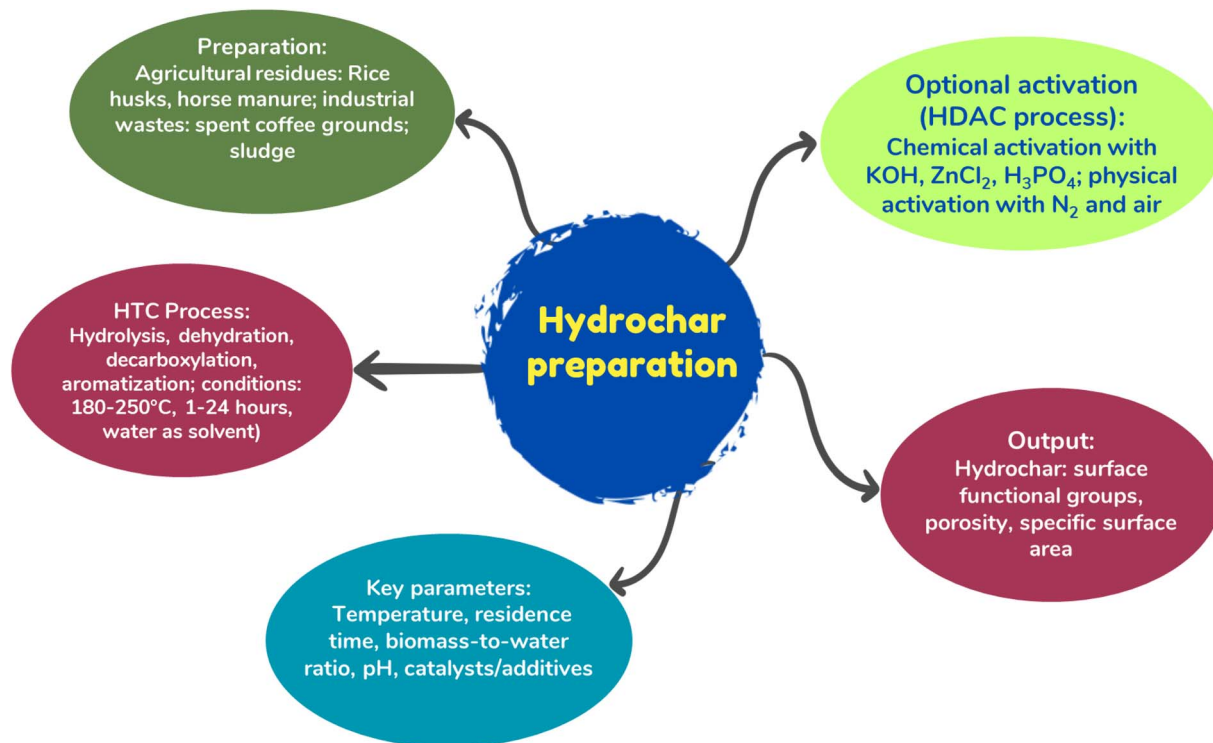 Preparation:
Agricultural residues: Rice
husks, horse manure; industrial
wastes: spent coffee grounds;
sludge
Optional activation
(HDAC process):
Chemical activation with
KOH, ZnCl₂, H₃PO₄; physical
activation with N₂ and air
Hydrochar
preparation
HTC Process:
Hydrolysis, dehydration,
decarboxylation,
aromatization; conditions:
180-250°C, 1-24 hours,
water as solvent)
Output:
Hydrochar: surface
functional groups,
porosity, specific surface
area
Key parameters:
Temperature, residence
time, biomass-to-water
ratio, pH, catalysts/additives